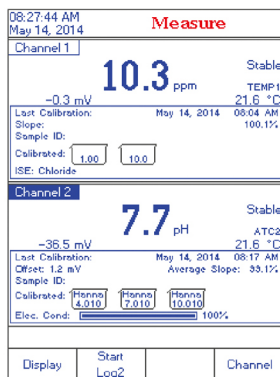 08:27:44 AM
May 14, 2014
Measure
Channel 1
10.3 ppm
Stable
TEMP1
-0.3 mV
21.6 °C
Last Calibration: May 14, 2014 08:04 AM
Slope: 100.1%
Sample ID:
Calibrated: 1.00 10.0
ISE: Chloride
Channel 2
7.7 pH
Stable
ATC2
-36.5 mV
21.6 °C
Last Calibration: May 14, 2014 08:17 AM
Offset: 1.2 mV Average Slope: 99.1%
Sample ID:
Calibrated: Hanna 4.010 Hanna 7.010 Hanna 10.010
Elec. Cond: 100%
Display
Start Log2
Channel